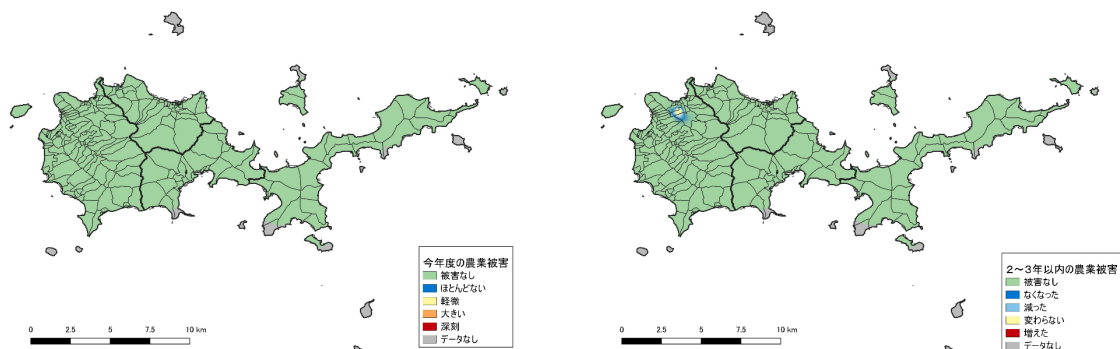 今年度の農業被害
被害なし
ほとんどない
軽微
大きい
深刻
データなし
0 2.5 5 7.5 10 km
2～3年以内の農業被害
被害なし
なくなった
減った
変わらない
増えた
データなし
0 2.5 5 7.5 10 km